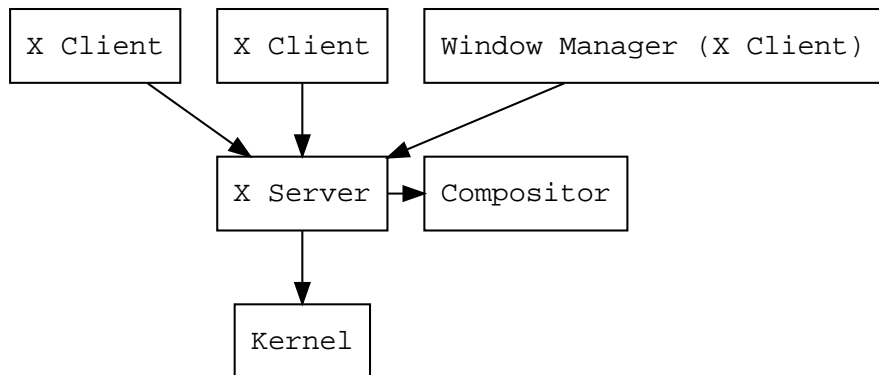 X Client
X Client
Window Manager (X Client)
X Server
Compositor
Kernel